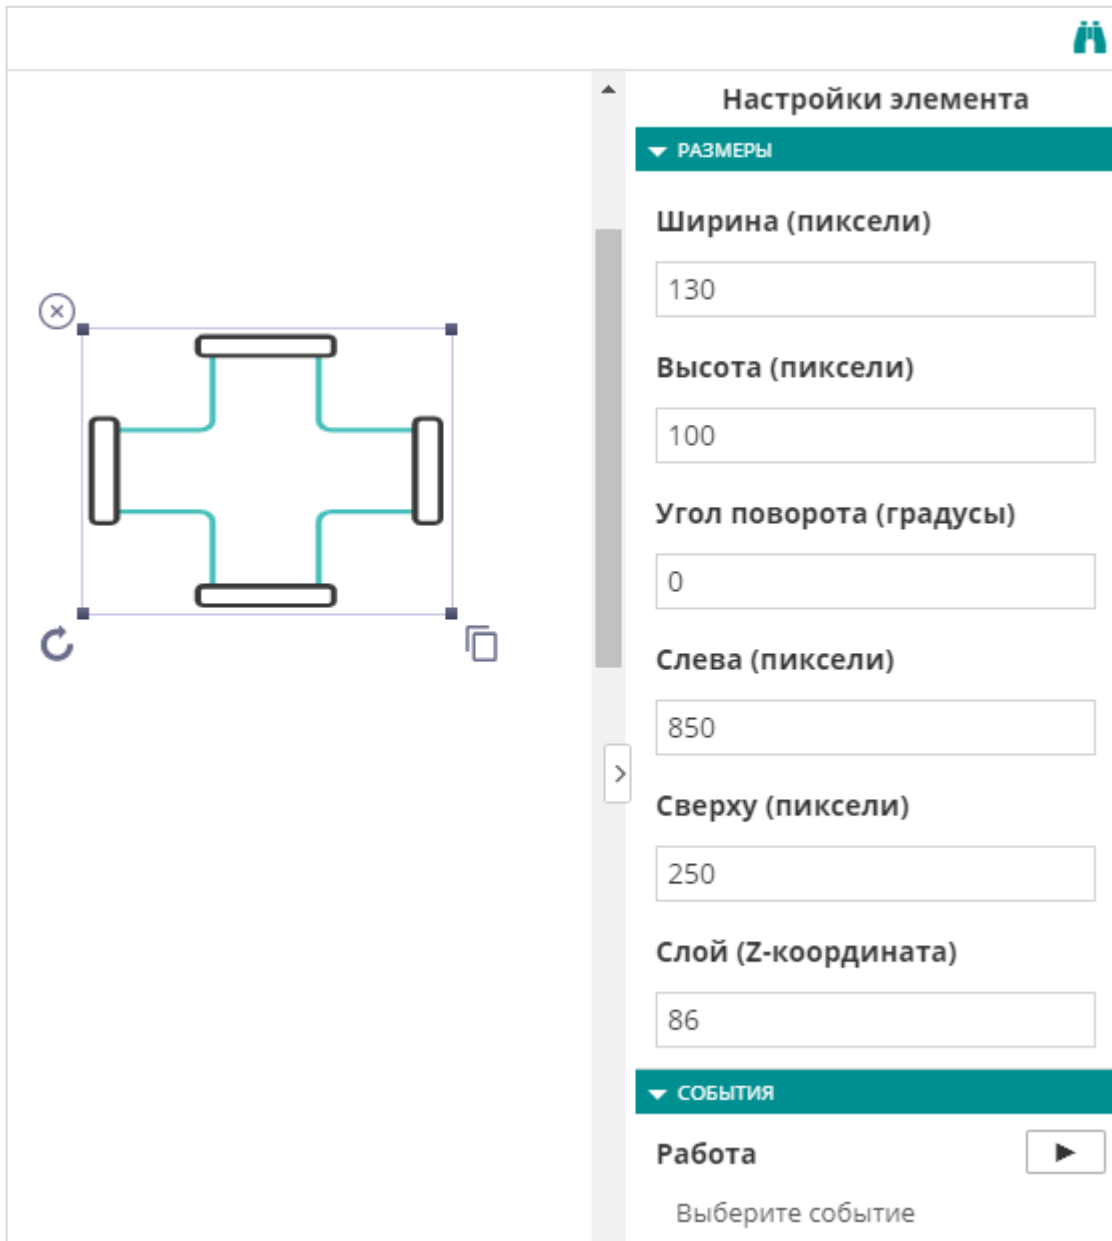 Настройки элемента
РАЗМЕРЫ
Ширина (пиксели)
130
Высота (пиксели)
100
Угол поворота (градусы)
0
Слева (пиксели)
850
Сверху (пиксели)
250
Слой (Z-координата)
86
СОБЫТИЯ
Работа
Выберите событие